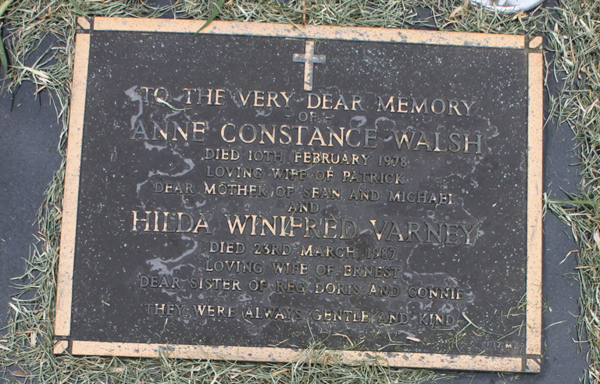 TO THE VERY DEAR MEMORY
- OF -
ANNE CONSTANCE WALSH
DIED 10TH FEBRUARY 1978
LOVING WIFE OF PATRICK
DEAR MOTHER OF SEAN AND MICHAEL
AND
HILDA WINIFRED VARNEY
DIED 23RD MARCH 1967
LOVING WIFE OF ERNEST
DEAR SISTER OF REG DORIS AND CONNIE
THEY WERE ALWAYS GENTLE AND KIND